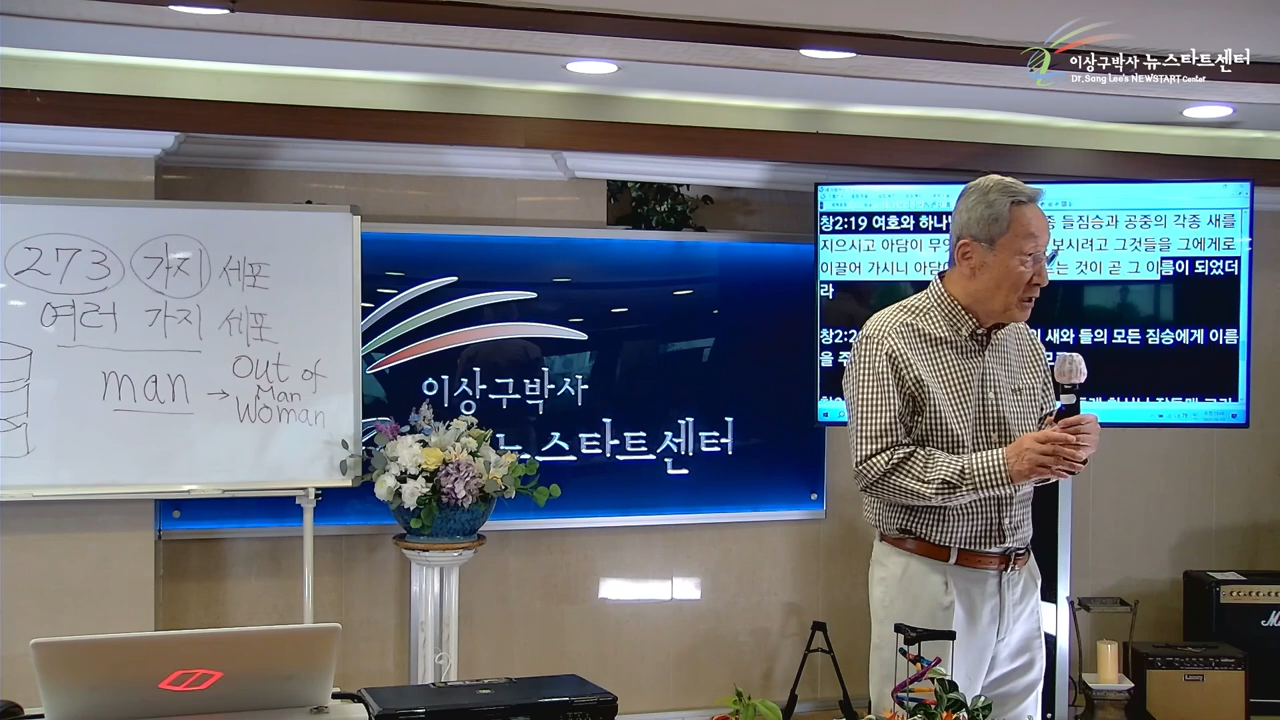 이상구박사 뉴스타트센터
Dr. Sang Lee's NEWSTART Center
273 가지 세포
여러 가지 세포
man → Out of
Man
Woman
이상구박사
뉴스타트센터
창2:19 여호와 하나 종 들짐승과 공중의 각종 새를
지으시고 아담이 보시려고 그것들을 그에게로
이끌어 가시니 아담 는 것이 곧 그 이름이 되었더
라
창2:2 새와 들의 모든 짐승에게 이름
을